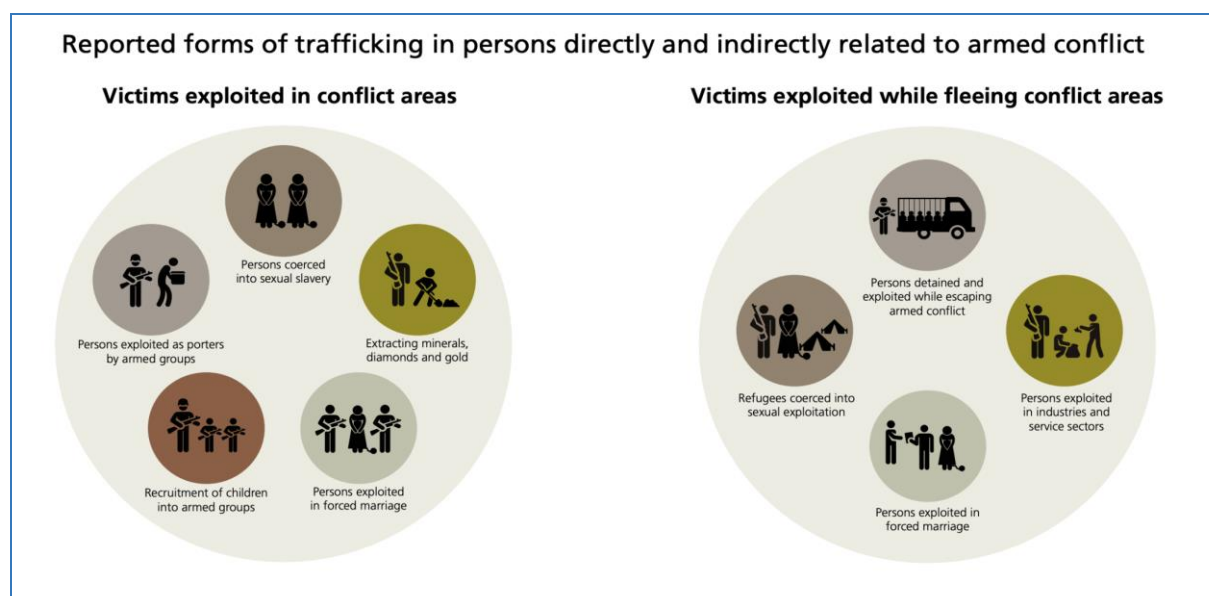 Reported forms of trafficking in persons directly and indirectly related to armed conflict
Victims exploited in conflict areas
Persons coerced
into sexual slavery
Persons exploited as porters
by armed groups
Extracting minerals,
diamonds and gold
Recruitment of children
into armed groups
Persons exploited
in forced marriage
Victims exploited while fleeing conflict areas
Persons detained and
exploited while escaping
armed conflict
Refugees coerced into
sexual exploitation
Persons exploited
in industries and
service sectors
Persons exploited in
forced marriage